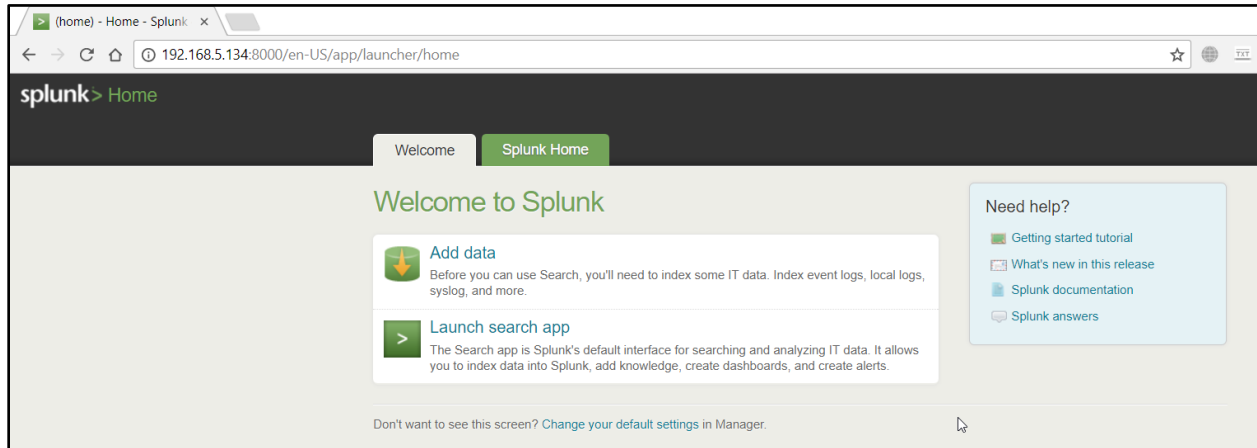 (home) - Home - Splunk
192.168.5.134:8000/en-US/app/launcher/home
TXT
splunk> Home
Welcome
Splunk Home
Welcome to Splunk
Add data
Before you can use Search, you'll need to index some IT data. Index event logs, local logs,
syslog, and more.
Launch search app
The Search app is Splunk's default interface for searching and analyzing IT data. It allows
you to index data into Splunk, add knowledge, create dashboards, and create alerts.
Don't want to see this screen? Change your default settings in Manager.
Need help?
Getting started tutorial
What's new in this release
Splunk documentation
Splunk answers